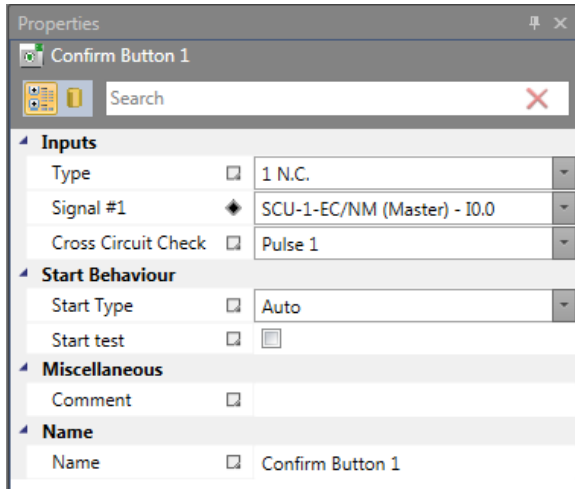 Properties
Confirm Button 1
Search
Inputs
Type 1 N.C.
Signal #1 SCU-1-EC/NM (Master) - I0.0
Cross Circuit Check Pulse 1
Start Behaviour
Start Type Auto
Start test
Miscellaneous
Comment
Name
Name Confirm Button 1